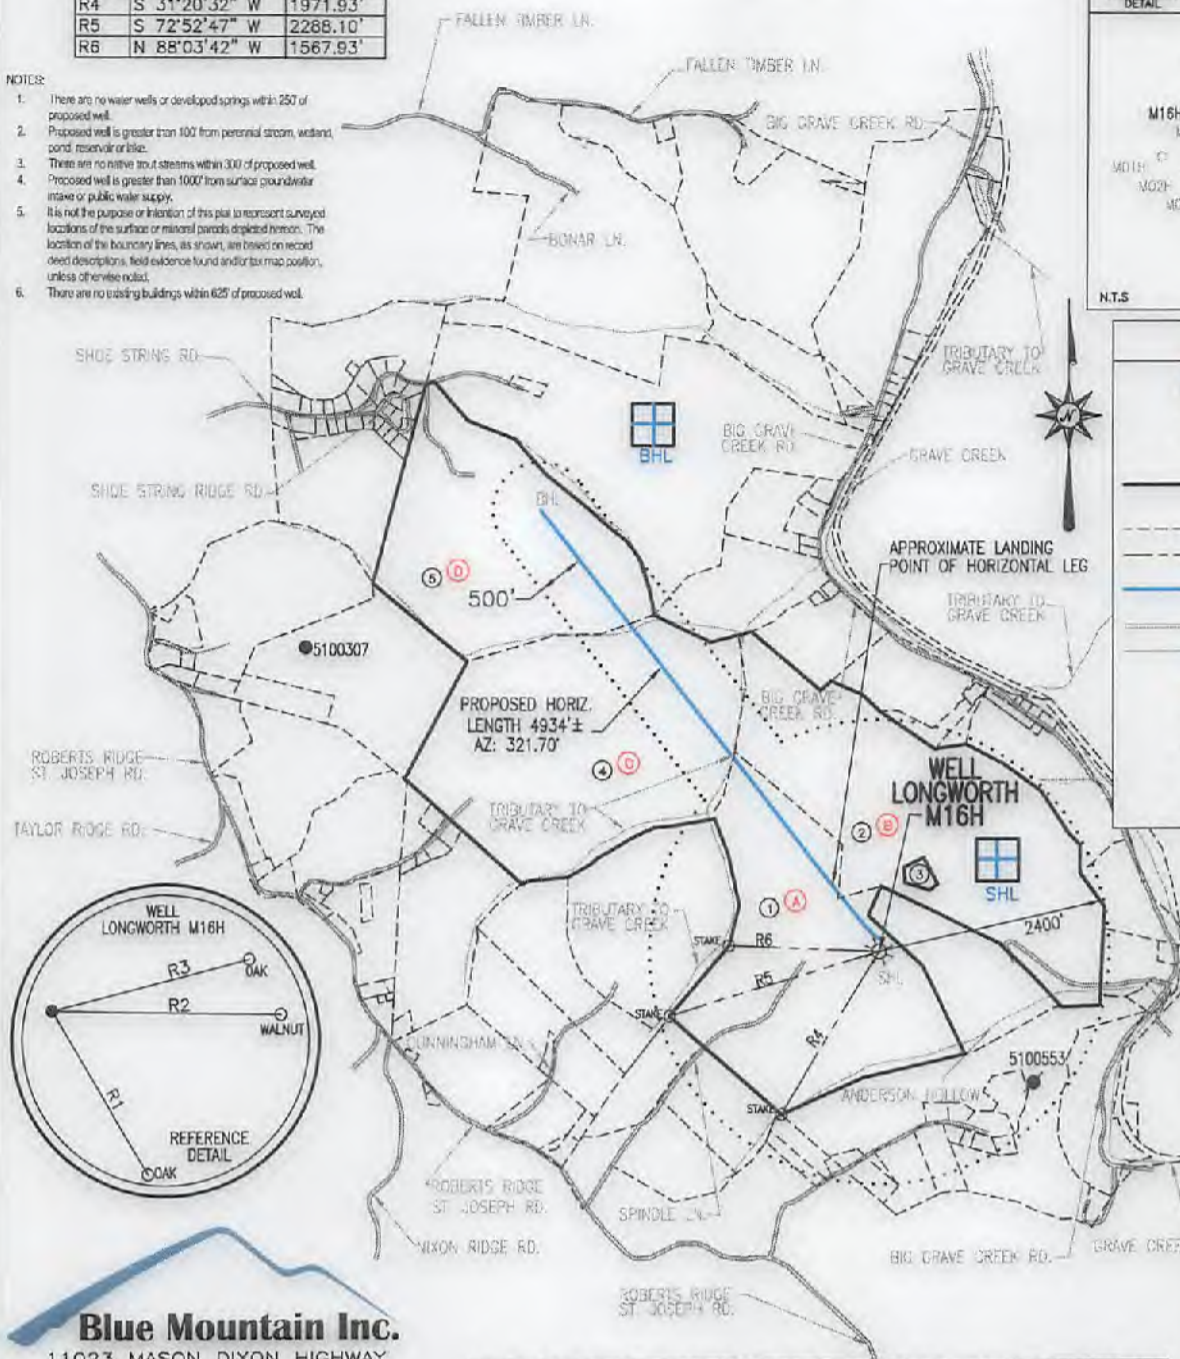 R4 S 31°20'32" W 1971.93'
R5 S 72°52'47" W 2288.10'
R6 N 88°03'42" W 1567.93'
NOTES:
1. There are no water wells or developed springs within 250' of
proposed well.
2. Proposed well is greater than 100' from perennial stream, wetland,
pond, reservoir or lake.
3. There are no native trout streams within 300' of proposed well.
4. Proposed well is greater than 1000' from surface groundwater
intake or public water supply.
5. It is not the purpose or intention of this plat to represent surveyed
locations of the surface or mineral parcels depicted hereon. The
location of the boundary lines, as shown, are based on record
deed descriptions, field evidence found and/or tax map position,
unless otherwise noted.
6. There are no existing buildings within 625' of proposed well.
DETAIL
M16H
M01H
M02H
N.T.S
FALLEN TIMBER LN.
FALLEN TIMBER LN.
BIG GRAVE CREEK RD.
BONAR LN.
TRIBUTARY TO
GRAVE CREEK
N
SHOE STRING RD.
BHL
BIG GRAVE
CREEK RD.
GRAVE CREEK
SHOE STRING RIDGE RD.
BHL
APPROXIMATE LANDING
POINT OF HORIZONTAL LEG
5 D
500'
TRIBUTARY TO
GRAVE CREEK
5100307
PROPOSED HORIZ.
LENGTH 4934'±
AZ: 321.70°
BIG GRAVE
CREEK RD.
ROBERTS RIDGE
ST. JOSEPH RD.
4 C
WELL
LONGWORTH
M16H
TAYLOR RIDGE RD.
TRIBUTARY TO
GRAVE CREEK
2 B
3
SHL
WELL
LONGWORTH M16H
R3
OAK
R2
WALNUT
R1
REFERENCE
DETAIL
OAK
TRIBUTARY TO
GRAVE CREEK
1 A
2400'
STAKE
R6
R5
SHL
STAKE
R4
CUNNINGHAM LN.
5100553
ANDERSON HOLLOW
STAKE
ROBERTS RIDGE
ST. JOSEPH RD.
SPINDLE LN.
NIXON RIDGE RD.
BIG GRAVE CREEK RD.
GRAVE CREE
ROBERTS RIDGE
ST. JOSEPH RD.
Blue Mountain Inc.
11023 MASON DIXON HIGHWAY